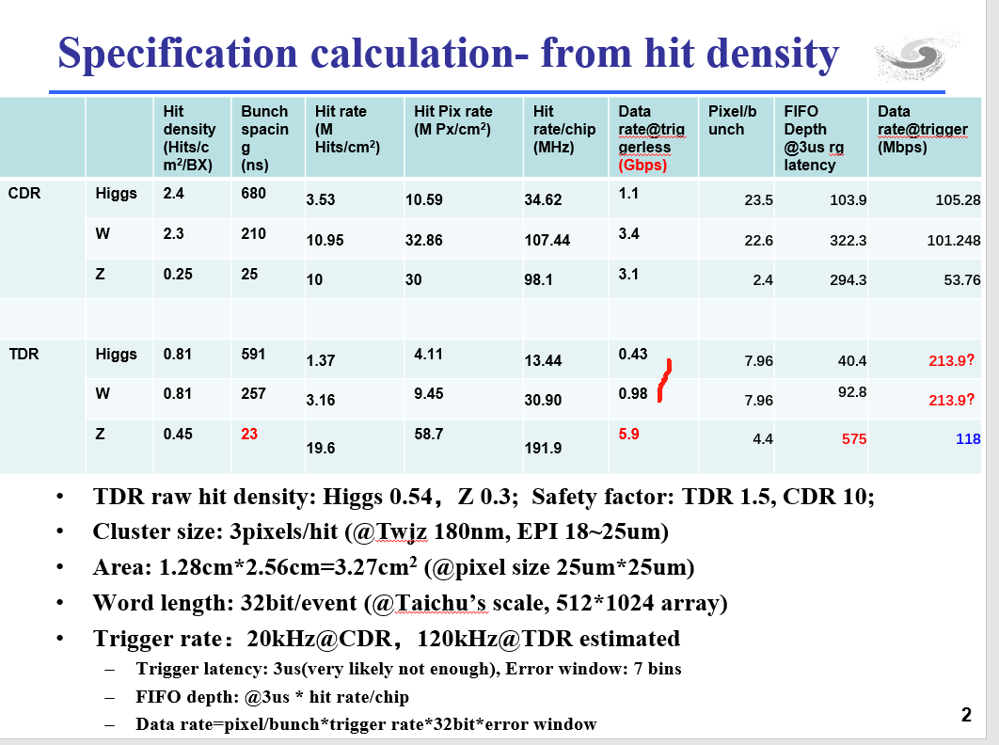 Specification calculation- from hit density
Hit density (Hits/cm²/BX) Bunch spacing (ns) Hit rate (M Hits/cm²) Hit Pix rate (M Px/cm²) Hit rate/chip (MHz) Data rate@triggerless (Gbps) Pixel/bunch FIFO Depth @3us rg latency Data rate@trigger (Mbps)
CDR Higgs 2.4 680 3.53 10.59 34.62 1.1 23.5 103.9 105.28
W 2.3 210 10.95 32.86 107.44 3.4 22.6 322.3 101.248
Z 0.25 25 10 30 98.1 3.1 2.4 294.3 53.76
TDR Higgs 0.81 591 1.37 4.11 13.44 0.43 7.96 40.4 213.9?
W 0.81 257 3.16 9.45 30.90 0.98 7.96 92.8 213.9?
Z 0.45 23 19.6 58.7 191.9 5.9 4.4 575 118
• TDR raw hit density: Higgs 0.54，Z 0.3; Safety factor: TDR 1.5, CDR 10;
• Cluster size: 3pixels/hit (@Twjz 180nm, EPI 18~25um)
• Area: 1.28cm*2.56cm=3.27cm² (@pixel size 25um*25um)
• Word length: 32bit/event (@Taichu’s scale, 512*1024 array)
• Trigger rate：20kHz@CDR，120kHz@TDR estimated
– Trigger latency: 3us(very likely not enough), Error window: 7 bins
– FIFO depth: @3us * hit rate/chip
– Data rate=pixel/bunch*trigger rate*32bit*error window
2